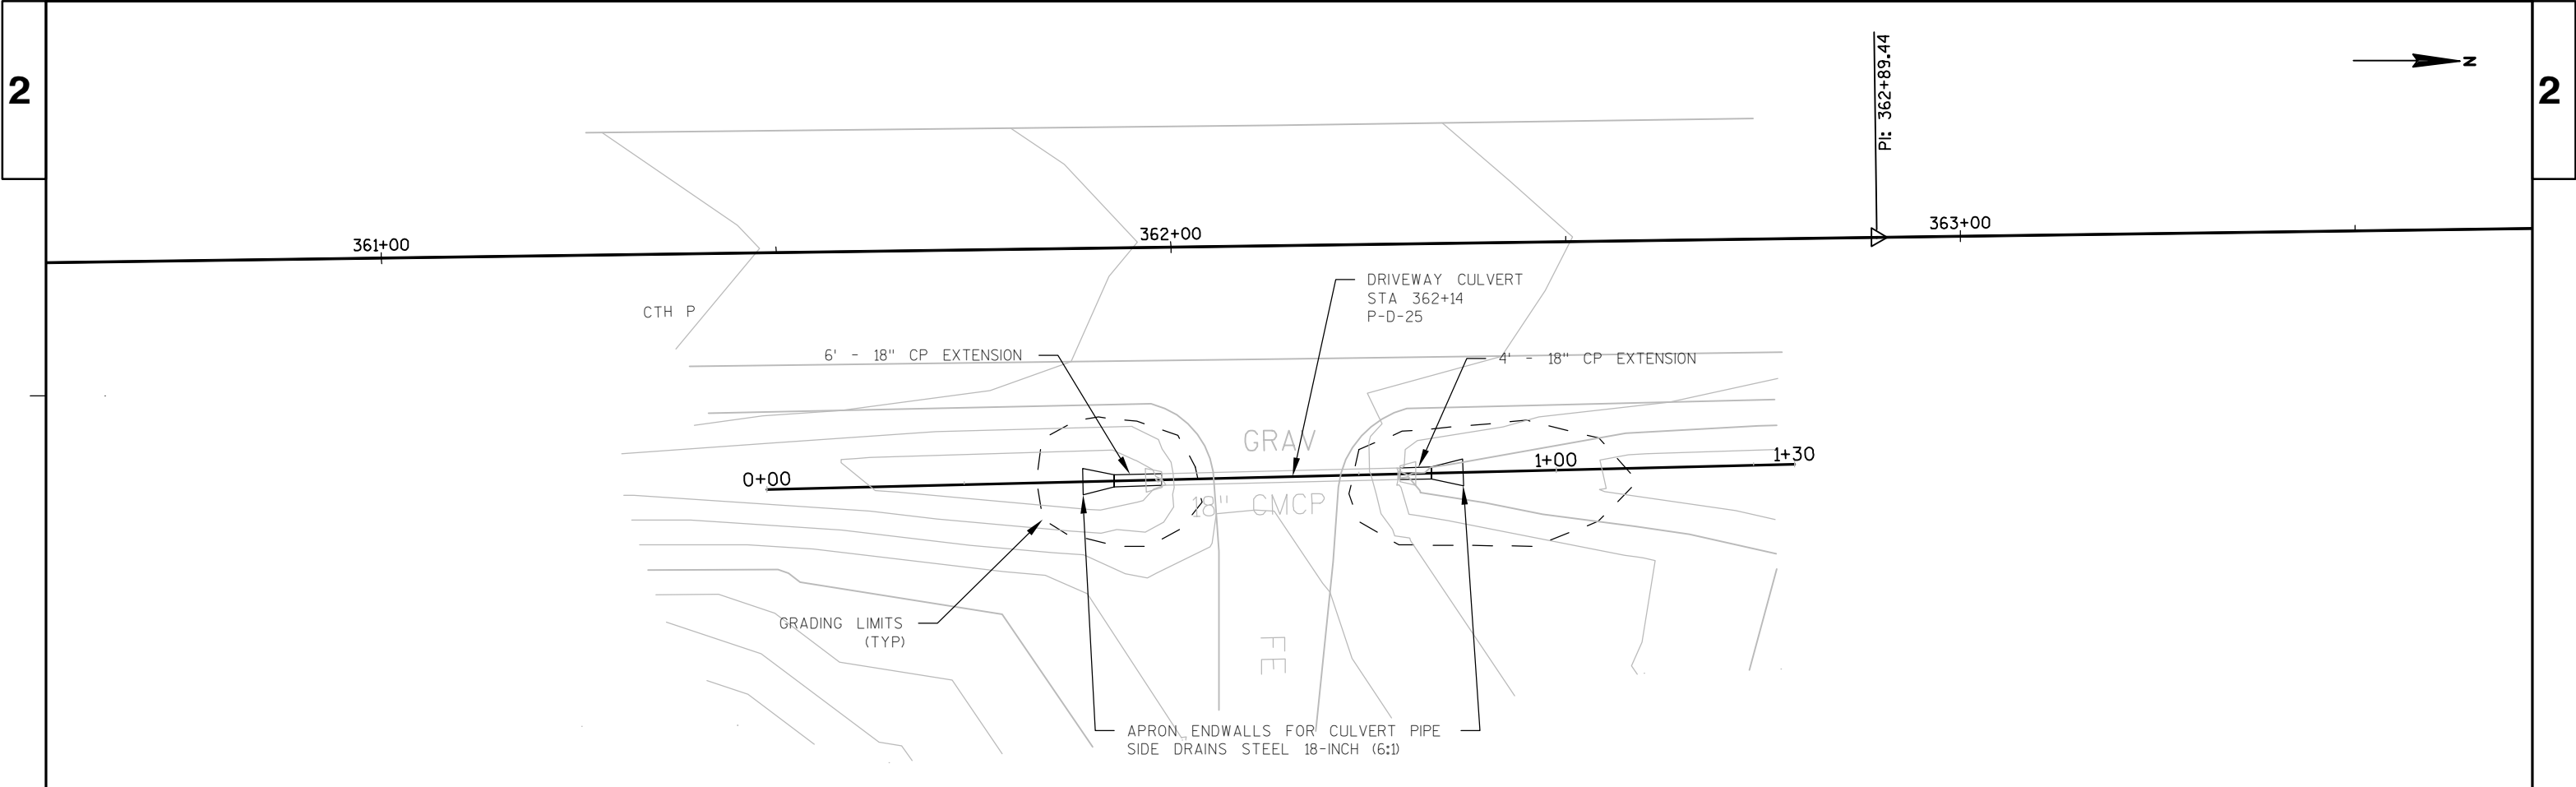 2
2
PI: 362+89.44
N
361+00
362+00
363+00
CTH P
DRIVEWAY CULVERT
STA 362+14
P-D-25
6' - 18" CP EXTENSION
4' - 18" CP EXTENSION
GRAV
0+00
1+00
1+30
18" CMCP
GRADING LIMITS
(TYP)
FE
APRON ENDWALLS FOR CULVERT PIPE
SIDE DRAINS STEEL 18-INCH (6:1)